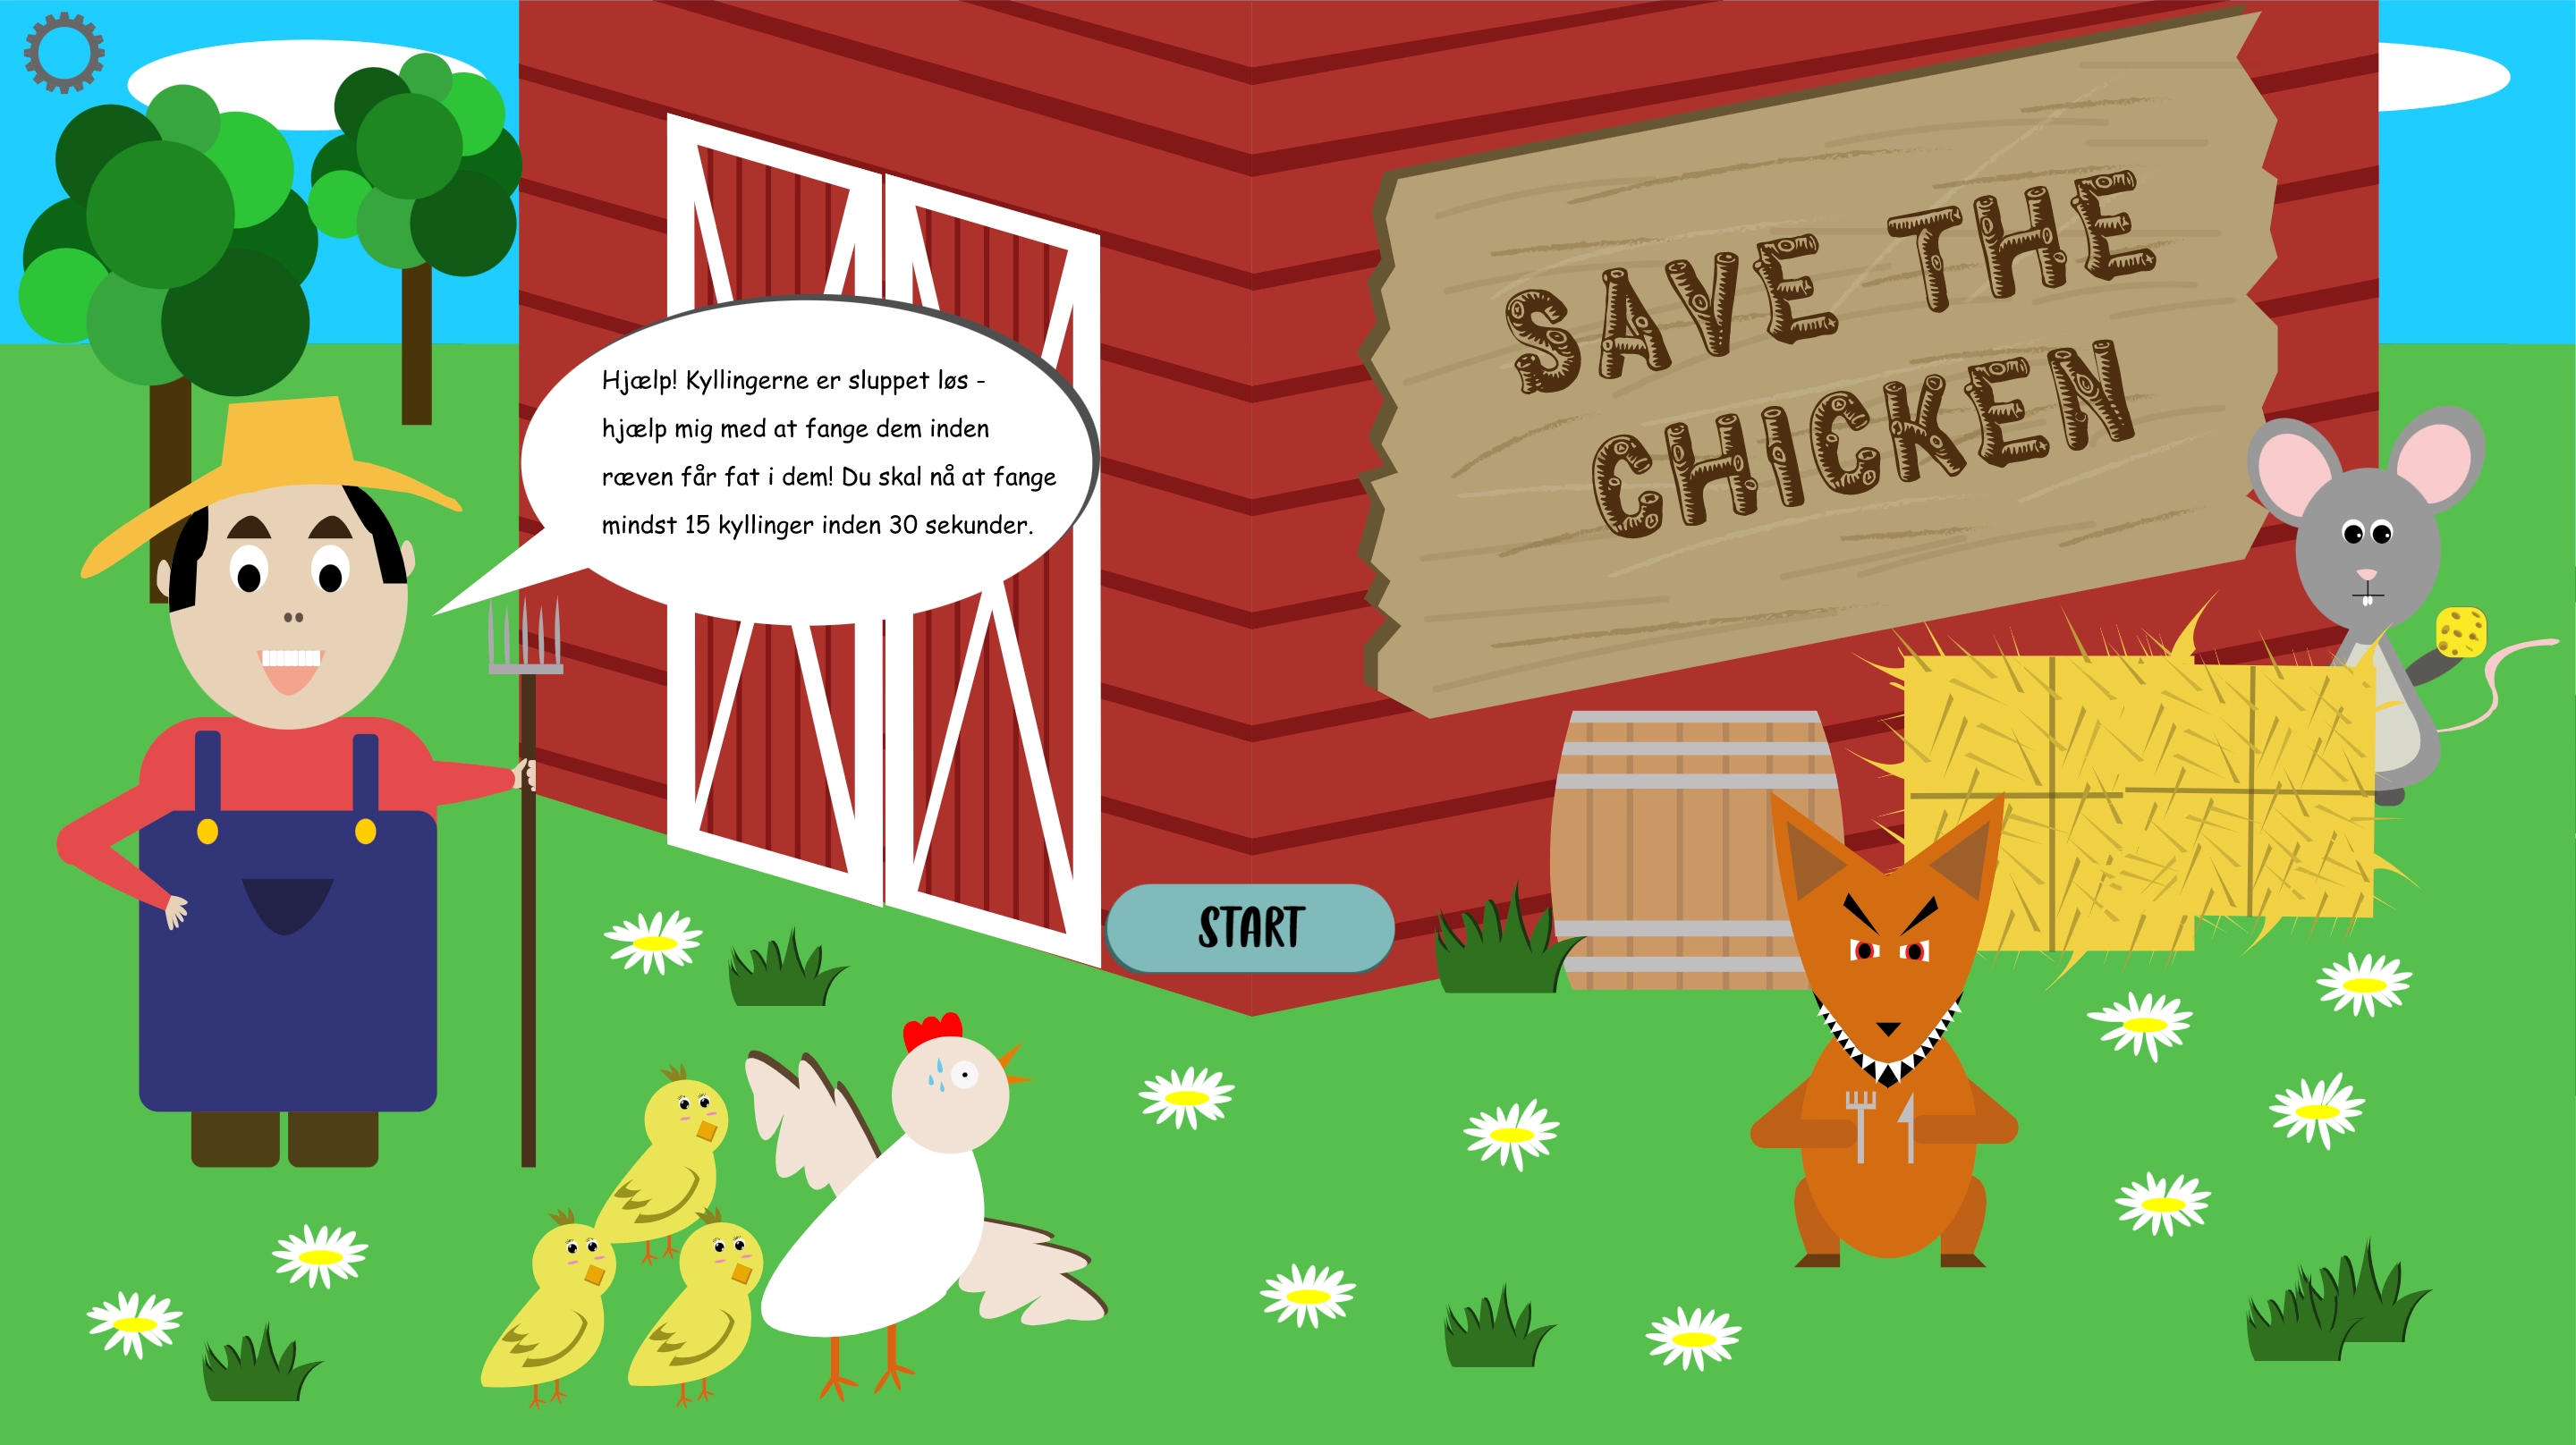 Hjælp! Kyllingerne er sluppet løs -
hjælp mig med at fange dem inden
ræven får fat i dem! Du skal nå at fange
mindst 15 kyllinger inden 30 sekunder.
SAVE THE
CHICKEN
START